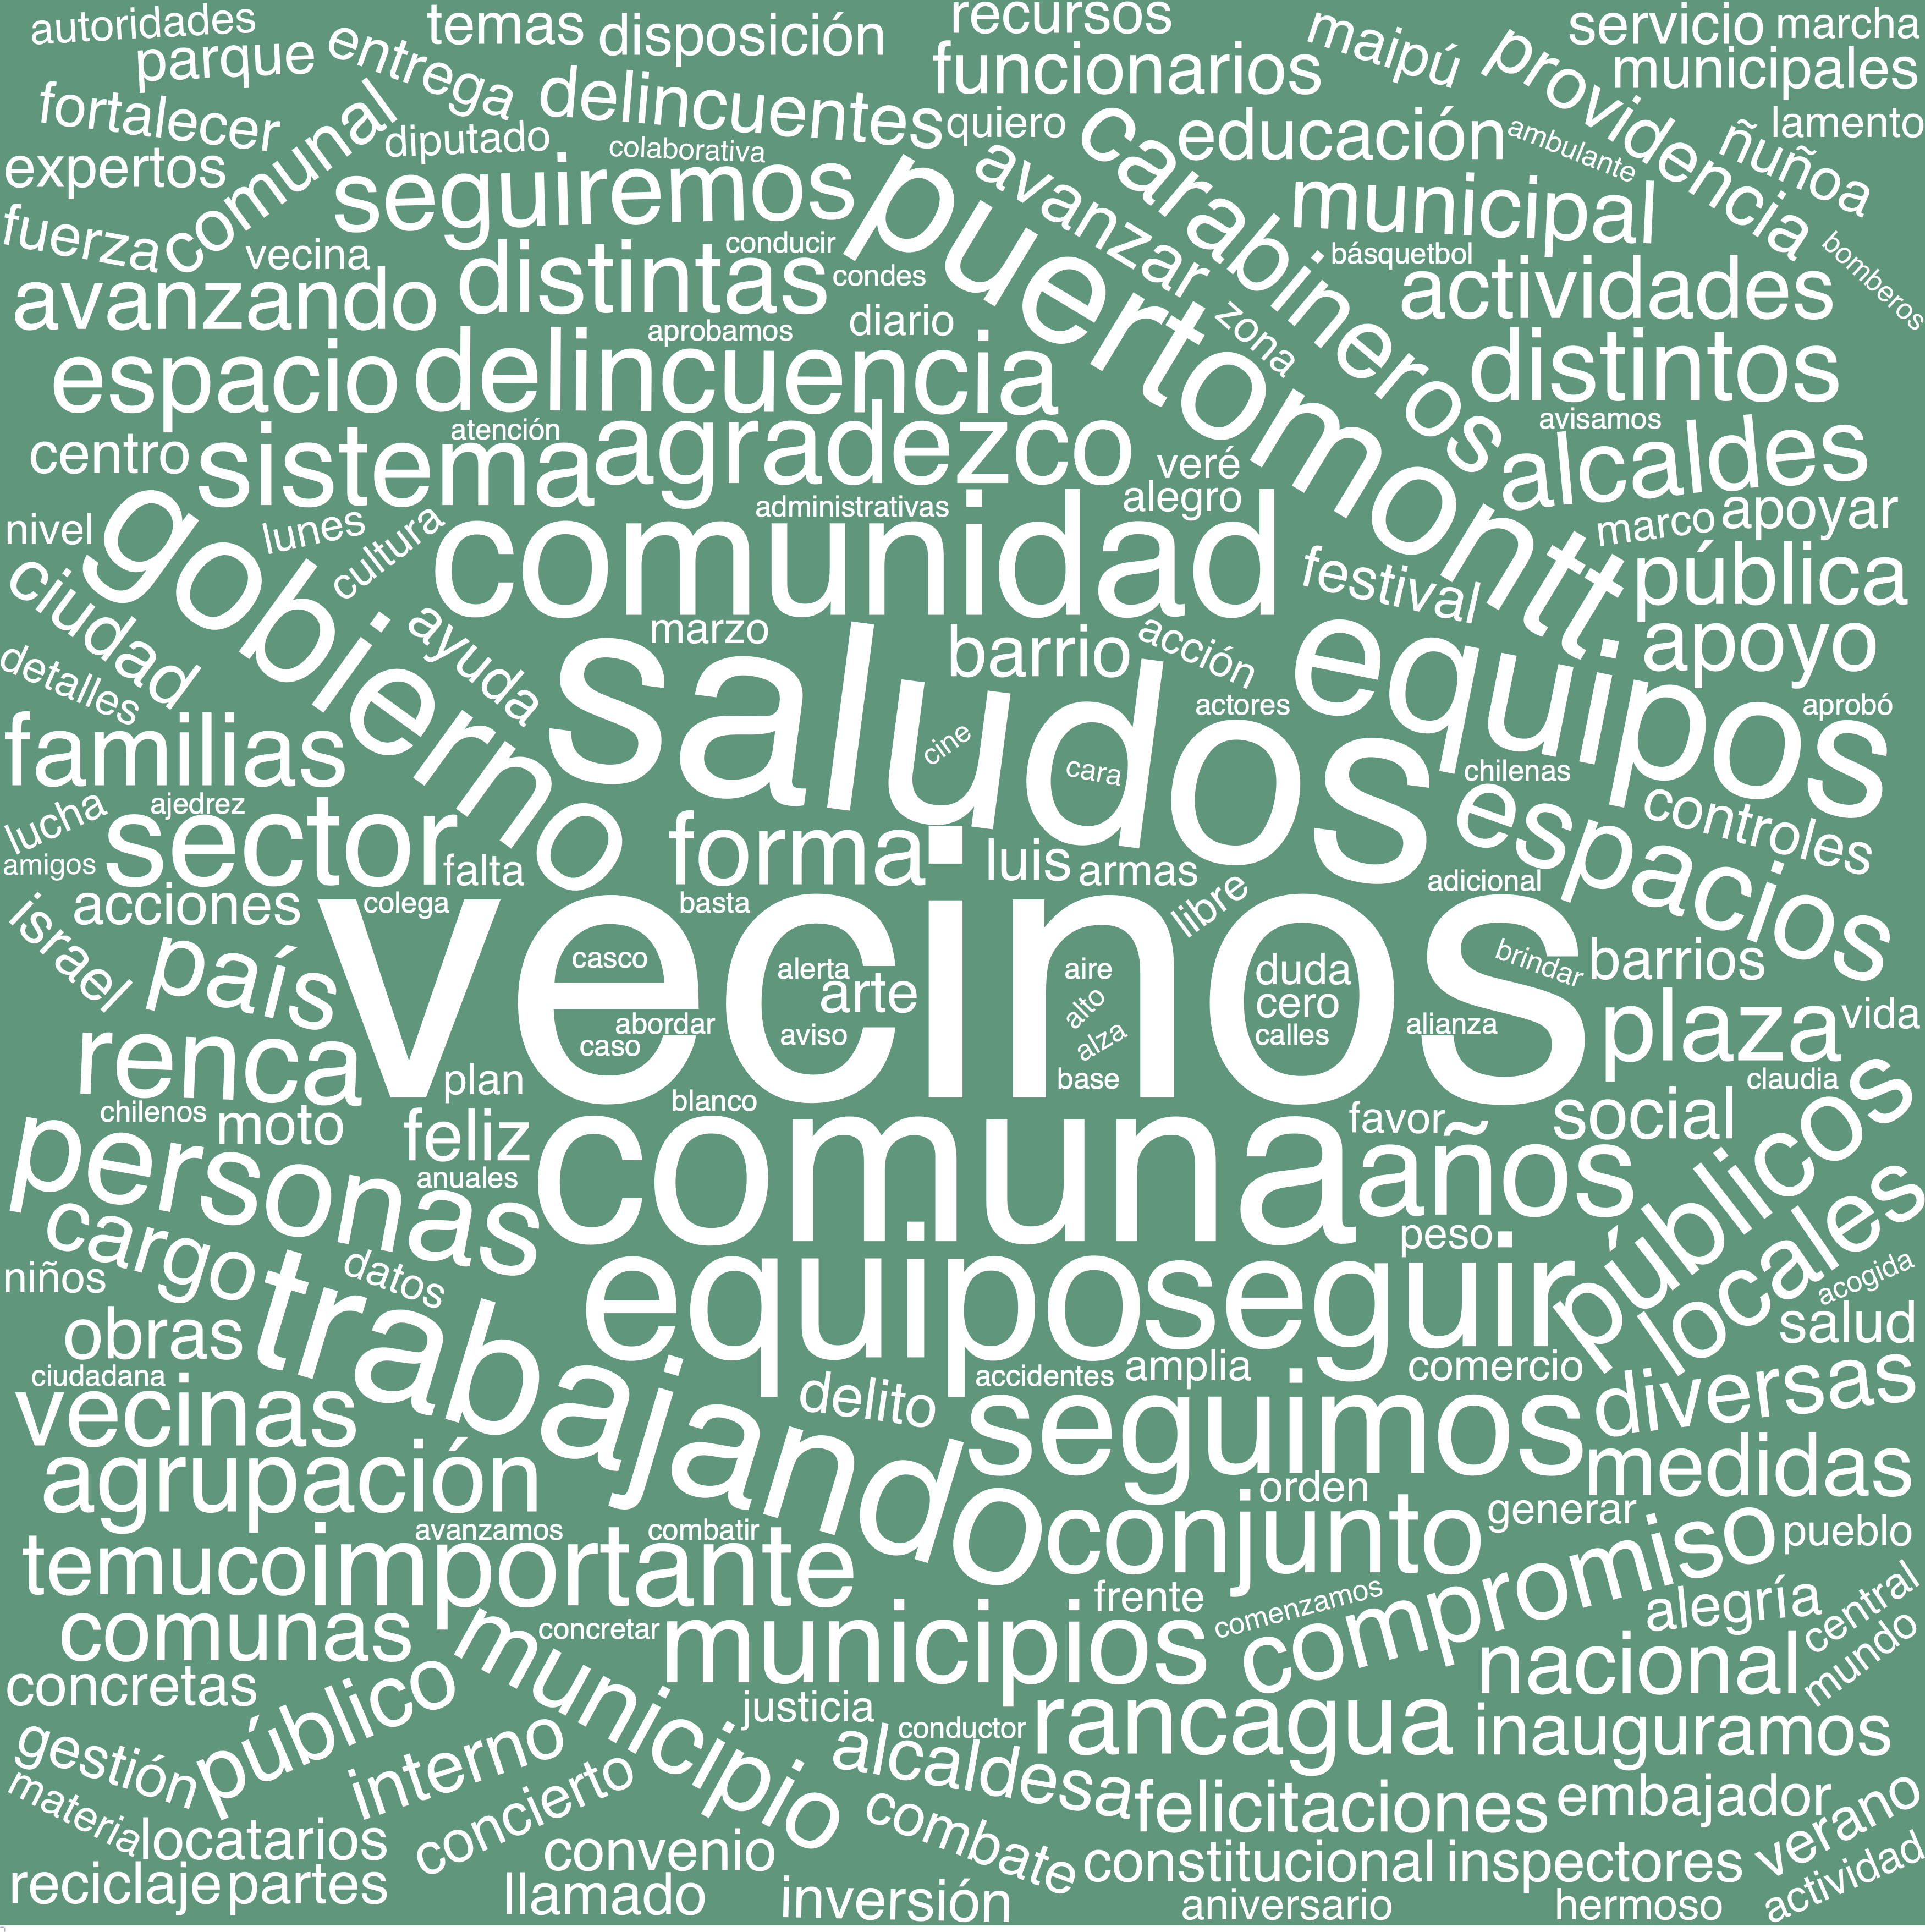 autoridades
temas
disposición
recursos
maipú
servicio
marcha
parque
entrega
funcionarios
providencia
municipales
fortalecer
comunal
delincuentes
quiero
carabineros
educación
ambulante
ñuñoa
lamento
diputado
colaborativa
expertos
seguiremos
puertomontt
avanzar
municipal
fuerza
vecina
conducir
básquetbol
bomberos
avanzando
distintas
condes
zona
actividades
aprobamos
diario
espacio
delincuencia
distintos
avisamos
centro
sistema
atención
agradezco
veré
alcaldes
alegro
nivel
gobierno
lunes
cultura
administrativas
comunidad
marco
apoyar
festival
pública
ciudad
ayuda
marzo
barrio
acción
equipos
apoyo
detalles
saludos
actores
aprobó
familias
cine
cara
chilenas
lucha
ajedrez
sector
falta
forma
luis
armas
espacios
controles
amigos
adicional
acciones
colega
basta
libre
israel
país
vecinos
casco
alerta
arte
aire
duda
brindar
barrios
cero
alto
renca
abordar
caso
aviso
alza
calles
alianza
plaza
vida
plan
base
claudia
chilenos
moto
feliz
blanco
comuna
favor
años
social
públicos
personas
anuales
cargo
peso
locales
niños
datos
trabajando
equipo
seguir
acogida
obras
salud
ciudadana
accidentes
amplia
comercio
diversas
vecinas
delito
seguimos
agrupación
medidas
orden
generar
avanzamos
combatir
conjunto
compromiso
pueblo
temuco
importante
frente
comenzamos
alegría
central
comunas
municipio
concretar
municipios
nacional
mundo
concretas
público
justicia
conductor
rancagua
inauguramos
gestión
interno
alcaldesa
material
concierto
felicitaciones
embajador
verano
locatarios
convenio
combate
constitucional
inspectores
reciclaje
partes
llamado
inversión
aniversario
hermoso
actividad